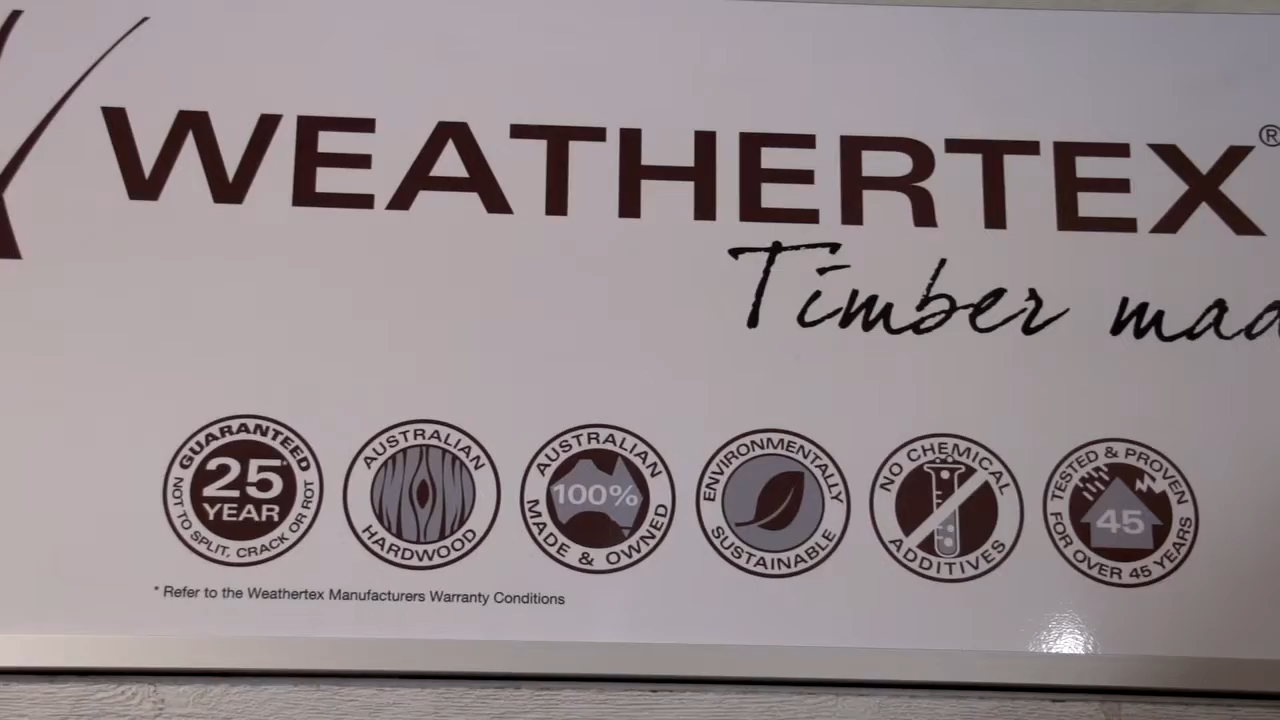 WEATHERTEX®
Timber mad
GUARANTEED
25*
YEAR
NOT TO SPLIT, CRACK OR ROT
AUSTRALIAN
HARDWOOD
AUSTRALIAN
100%
MADE & OWNED
ENVIRONMENTALLY
SUSTAINABLE
NO CHEMICAL
ADDITIVES
TESTED & PROVEN
45
FOR OVER 45 YEARS
* Refer to the Weathertex Manufacturers Warranty Conditions